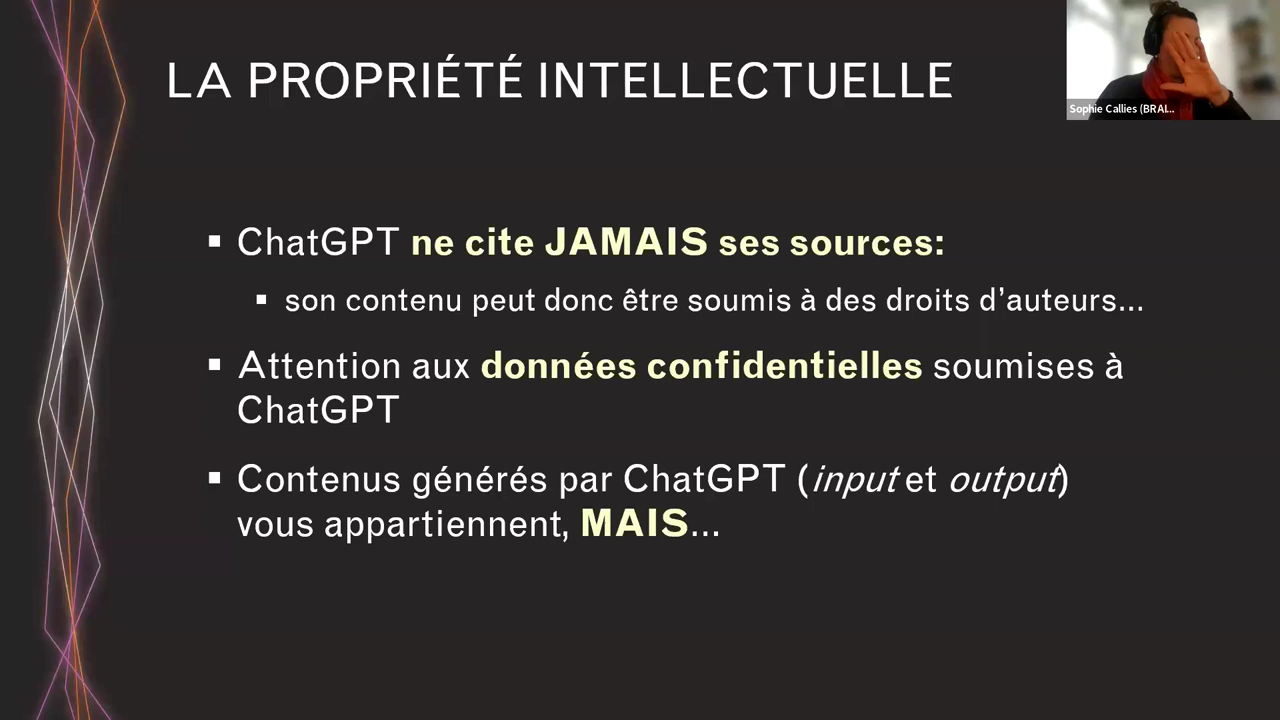 LA PROPRIÉTÉ INTELLECTUELLE
Sophie Callies (BRAI...
▪ ChatGPT ne cite JAMAIS ses sources:
▪ son contenu peut donc être soumis à des droits d’auteurs...
▪ Attention aux données confidentielles soumises à
ChatGPT
▪ Contenus générés par ChatGPT (input et output)
vous appartiennent, MAIS...